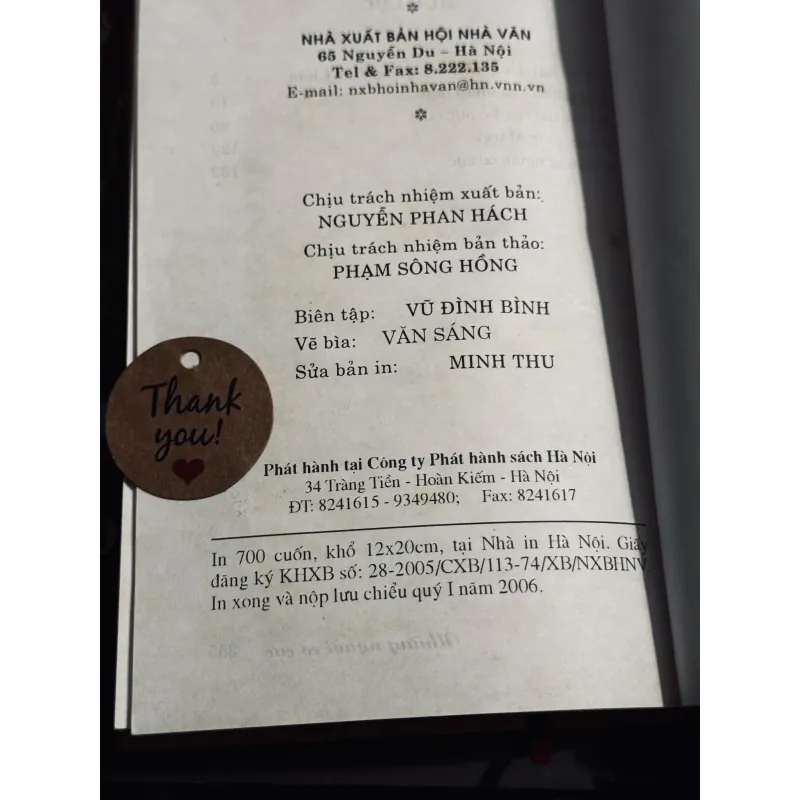 NHÀ XUẤT BẢN HỘI NHÀ VĂN
65 Nguyễn Du – Hà Nội
Tel & Fax: 8.222.135
E-mail: nxbhoinhavan@hn.vnn.vn
Chịu trách nhiệm xuất bản:
NGUYỄN PHAN HÁCH
Chịu trách nhiệm bản thảo:
PHẠM SÔNG HỒNG
Biên tập: VŨ ĐÌNH BÌNH
Vẽ bìa: VĂN SÁNG
Sửa bản in: MINH THU
Thank
you!
Phát hành tại Công ty Phát hành sách Hà Nội
34 Tràng Tiền - Hoàn Kiếm - Hà Nội
ĐT: 8241615 - 9349480; Fax: 8241617
In 700 cuốn, khổ 12x20cm, tại Nhà in Hà Nội. Giấy
đăng ký KHXB số: 28-2005/CXB/113-74/XB/NXBHNV
In xong và nộp lưu chiểu quý I năm 2006.